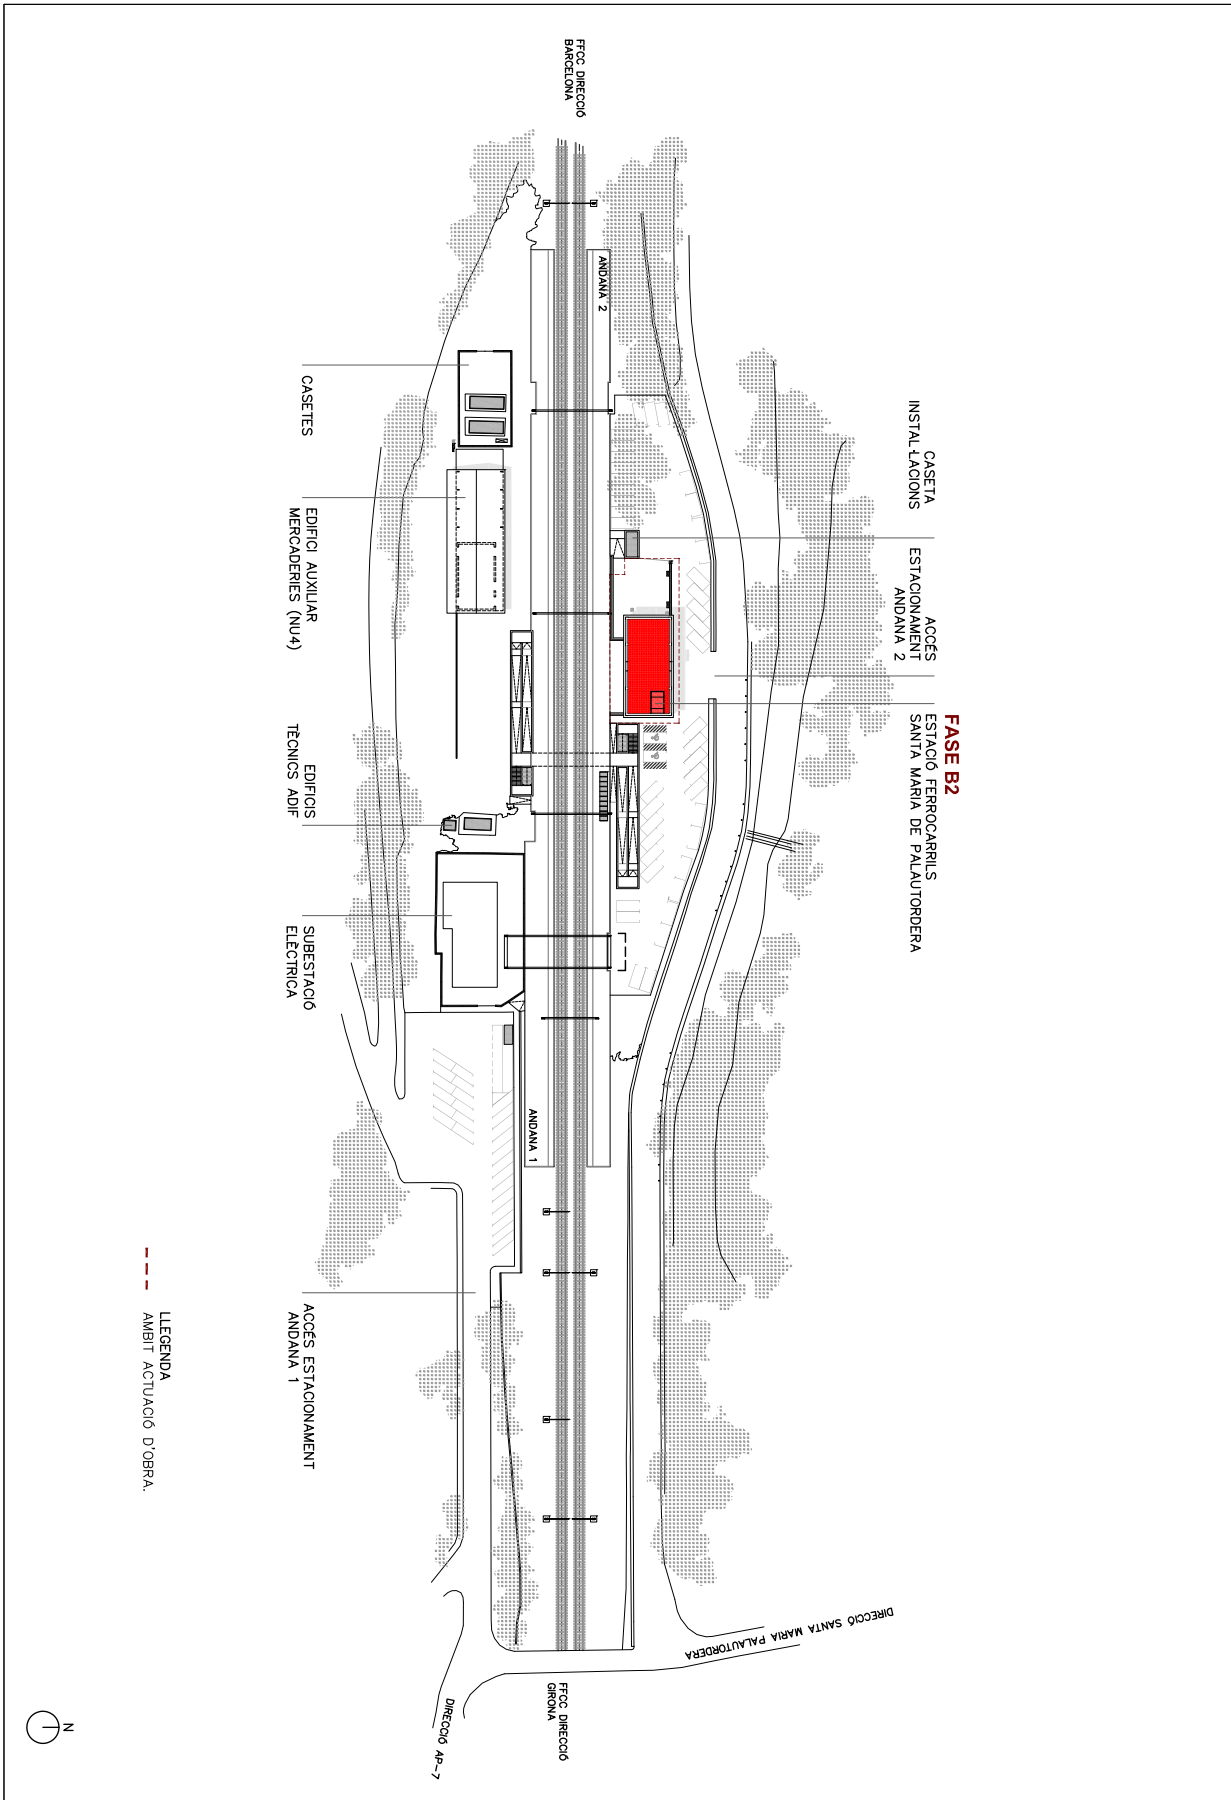 FFCC DIRECCIÓ
BARCELONA
ANDANA 2
CASETA
INSTAL·LACIONS
ACCÉS
ESTACIONAMENT
ANDANA 2
FASE B2
ESTACIÓ FERROCARRILS
SANTA MARIA DE PALAUTORDERA
CASETES
EDIFICI AUXILIAR
MERCADERIES (NU4)
EDIFICIS
TÈCNICS ADIF
SUBESTACIÓ
ELÈCTRICA
ANDANA 1
ACCÉS ESTACIONAMENT
ANDANA 1
DIRECCIÓ SANTA MARIA PALAUTORDERA
FFCC DIRECCIÓ
GIRONA
DIRECCIÓ AP-7
LLEGENDA
AMBIT ACTUACIÓ D'OBRA.
N